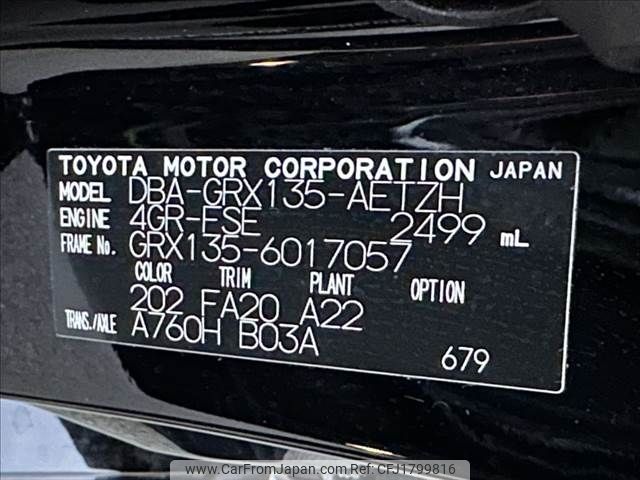 TOYOTA MOTOR CORPORATION JAPAN
MODEL DBA-GRX135-AETZH
ENGINE 4GR-FSE 2499 mL
FRAME No. GRX135-6017057
COLOR TRIM PLANT OPTION
202 FA20 A22
TRANS./AXLE A760H B03A
679
www.CarFromJapan.com CFJ1799816